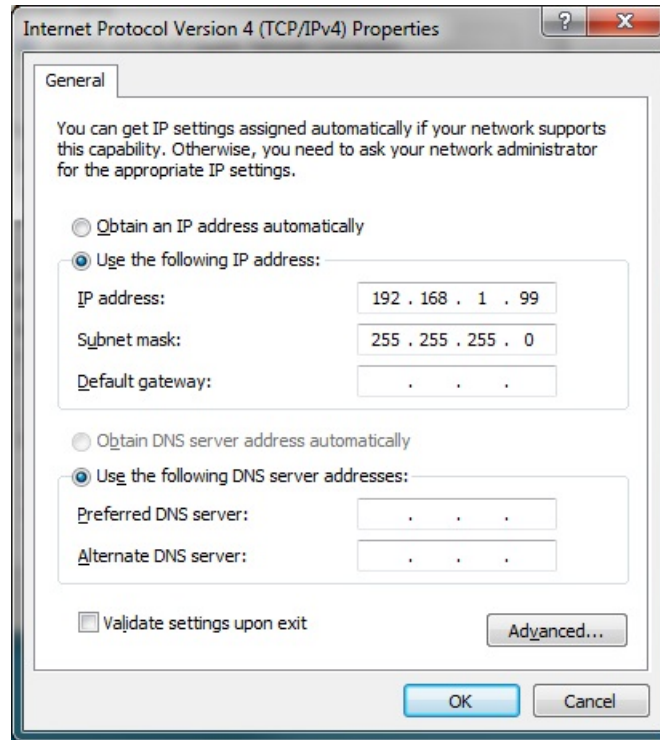 Internet Protocol Version 4 (TCP/IPv4) Properties
?
General
You can get IP settings assigned automatically if your network supports
this capability. Otherwise, you need to ask your network administrator
for the appropriate IP settings.
Obtain an IP address automatically
Use the following IP address:
IP address: 192 . 168 . 1 . 99
Subnet mask: 255 . 255 . 255 . 0
Default gateway: . . .
Obtain DNS server address automatically
Use the following DNS server addresses:
Preferred DNS server: . . .
Alternate DNS server: . . .
Validate settings upon exit
Advanced...
OK Cancel